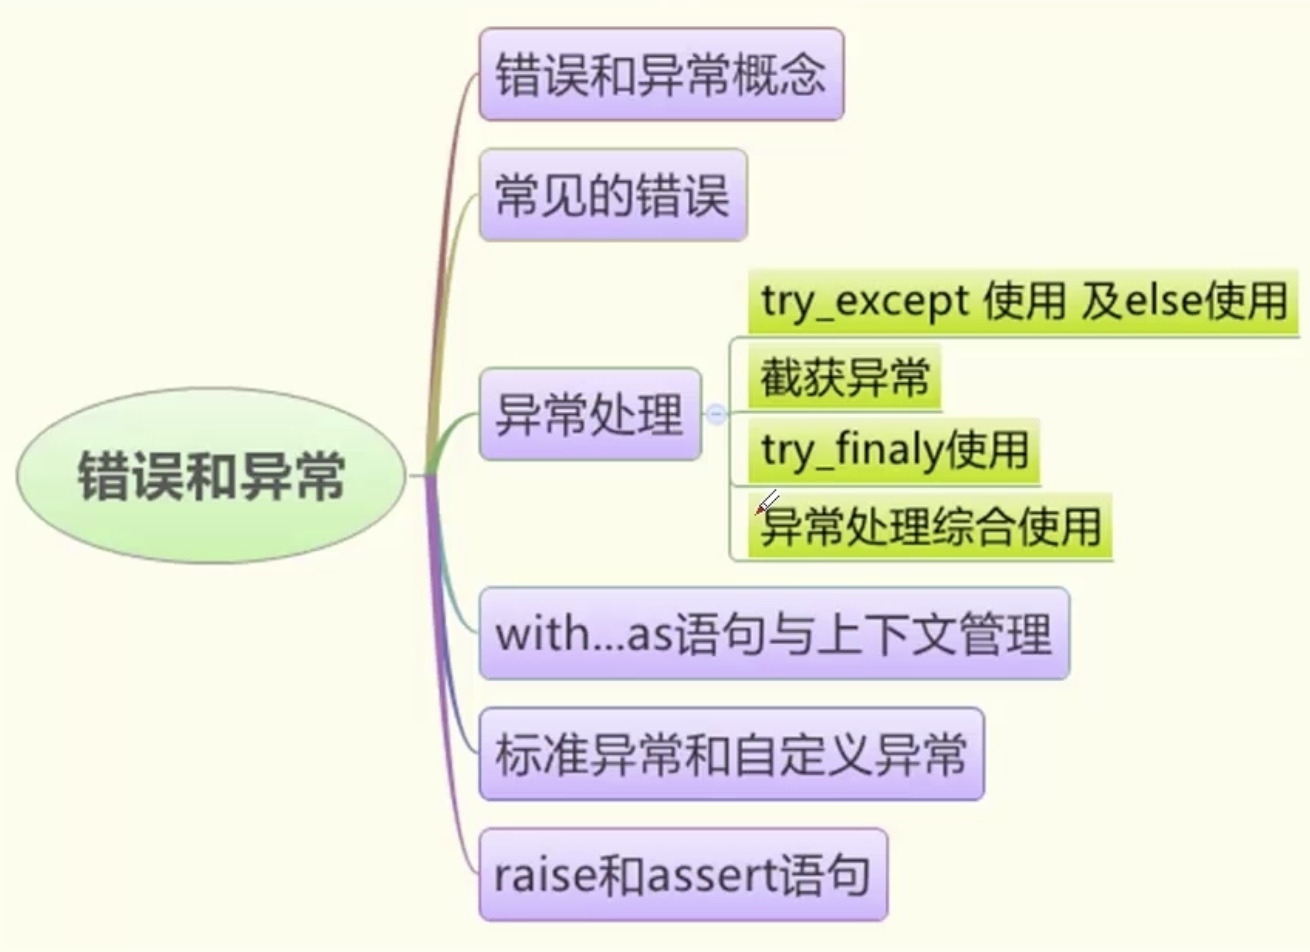 错误和异常概念
常见的错误
try_except 使用 及else使用
截获异常
异常处理
try_finaly使用
异常处理综合使用
错误和异常
with...as语句与上下文管理
标准异常和自定义异常
raise和assert语句